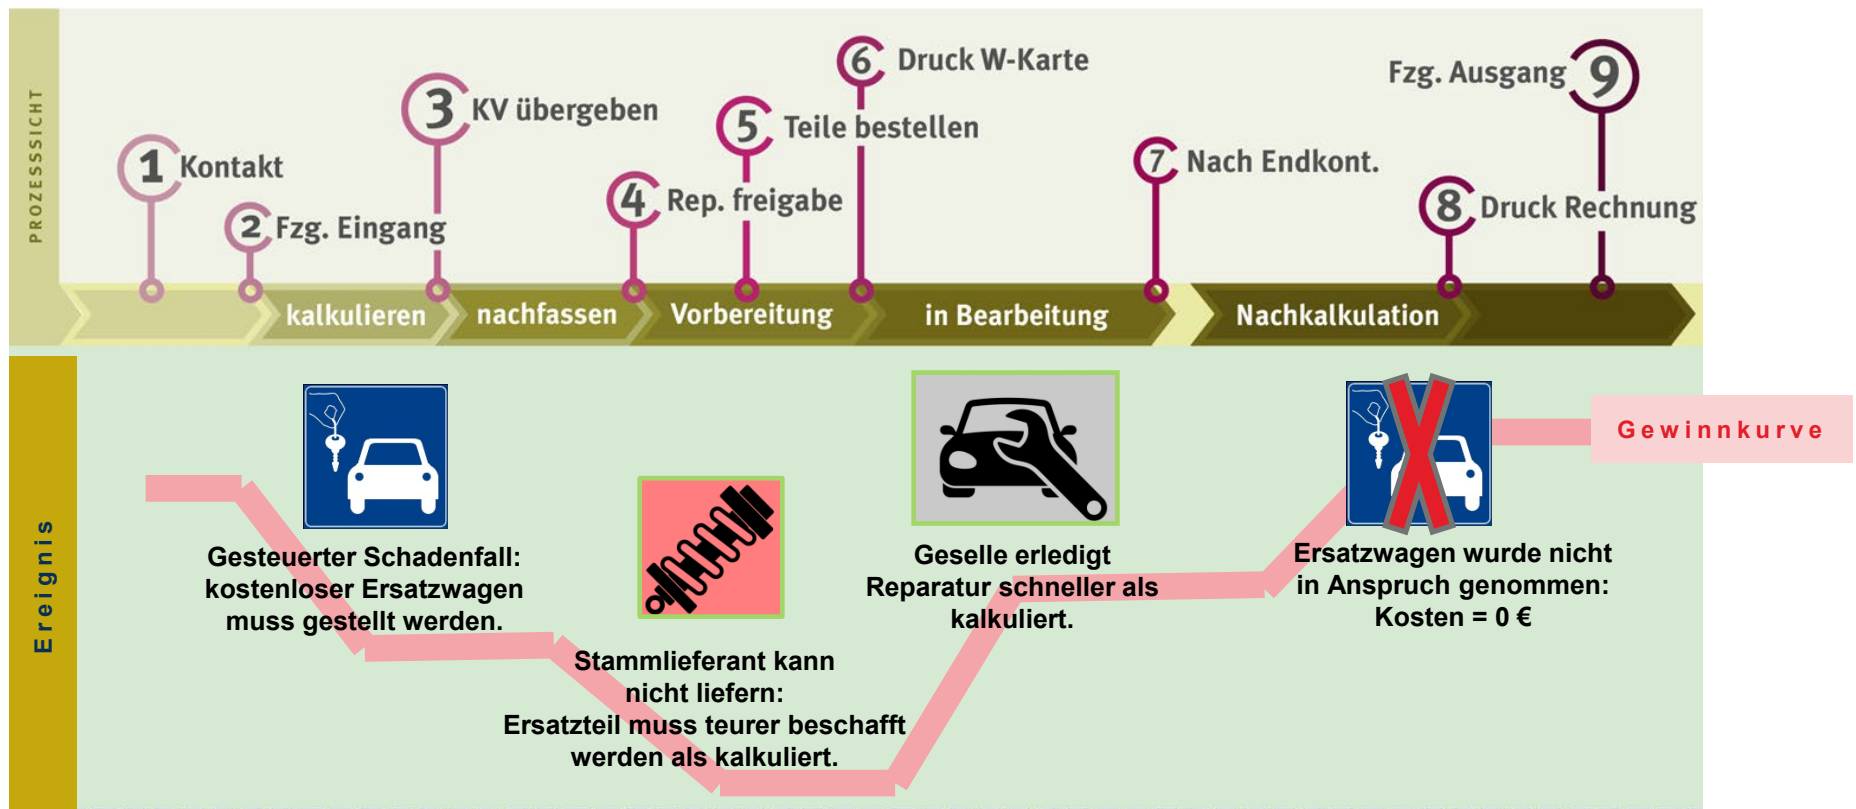 PROZESSSICHT
1 Kontakt
2 Fzg. Eingang
3 KV übergeben
4 Rep. freigabe
5 Teile bestellen
6 Druck W-Karte
7 Nach Endkont.
8 Druck Rechnung
Fzg. Ausgang 9
kalkulieren
nachfassen
Vorbereitung
in Bearbeitung
Nachkalkulation
Ereignis
Gesteuerter Schadenfall:
kostenloser Ersatzwagen
muss gestellt werden.
Stammlieferant kann
nicht liefern:
Ersatzteil muss teurer beschafft
werden als kalkuliert.
Geselle erledigt
Reparatur schneller als
kalkuliert.
Ersatzwagen wurde nicht
in Anspruch genommen:
Kosten = 0 €
Gewinnkurve